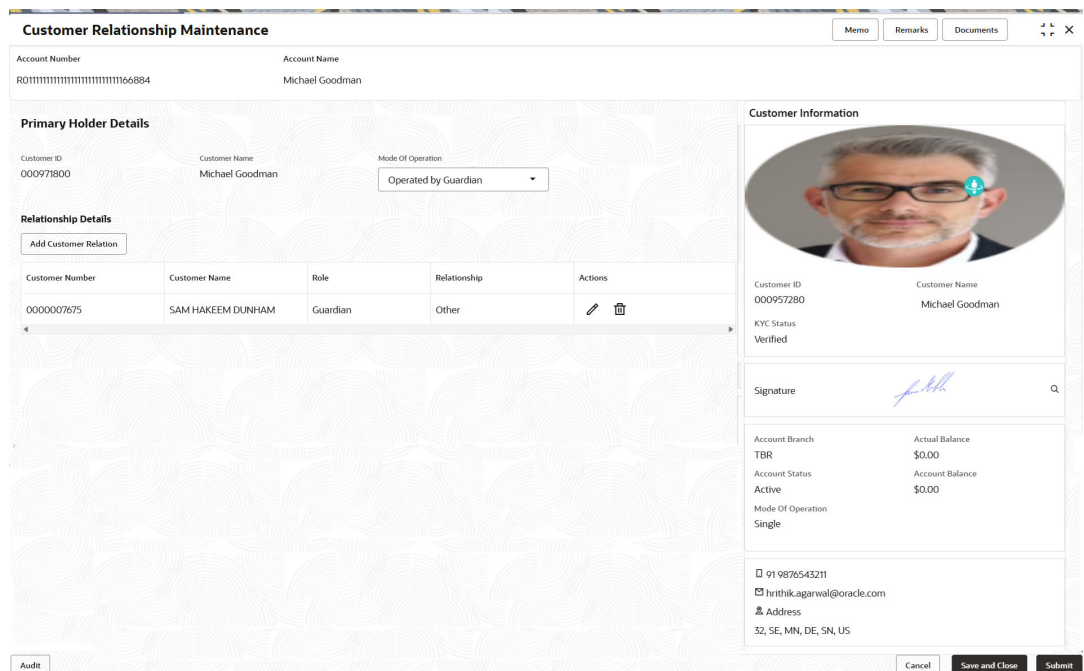 Customer Relationship Maintenance
Memo
Remarks
Documents
Account Number
Account Name
Michael Goodman
Primary Holder Details
Customer ID
Customer Name
Mode Of Operation
000971800
Michael Goodman
Operated by Guardian
Relationship Details
Add Customer Relation
Customer Number
Customer Name
Role
Relationship
Actions
0000007675
SAM HAKEEM DUNHAM
Guardian
Other
Customer Information
Customer ID
Customer Name
000957280
Michael Goodman
KYC Status
Verified
Signature
Account Branch
Actual Balance
TBR
$0.00
Account Status
Account Balance
Active
$0.00
Mode Of Operation
Single
91 9876543211
hrithik.agarwal@oracle.com
Address
32, SE, MN, DE, SN, US
Audit
Cancel
Save and Close
Submit